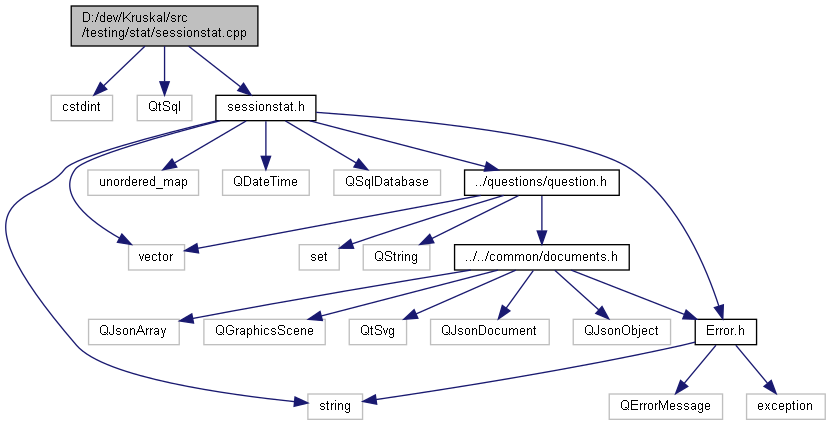 D:/dev/Kruskal/src
/testing/stat/sessionstat.cpp
cstdint
QtSql
sessionstat.h
unordered_map
QDateTime
QSqlDatabase
../questions/question.h
vector
set
QString
../../common/documents.h
QJsonArray
QGraphicsScene
QtSvg
QJsonDocument
QJsonObject
Error.h
string
QErrorMessage
exception